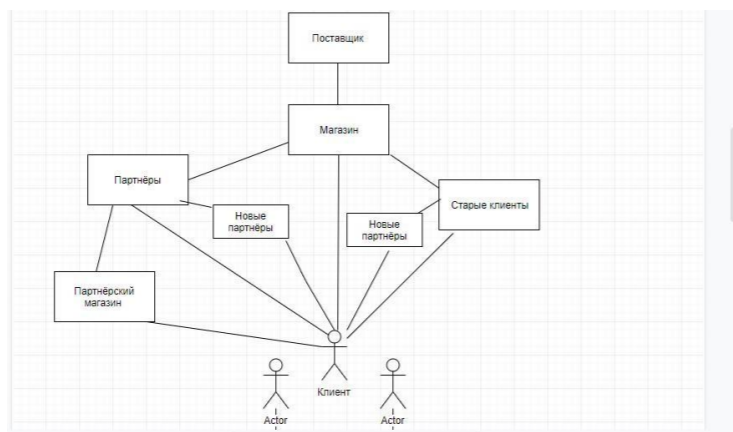 Поставщик
Магазин
Партнёры
Старые клиенты
Новые
партнёры
Новые
партнёры
Партнёрский
магазин
Клиент
Actor
Actor